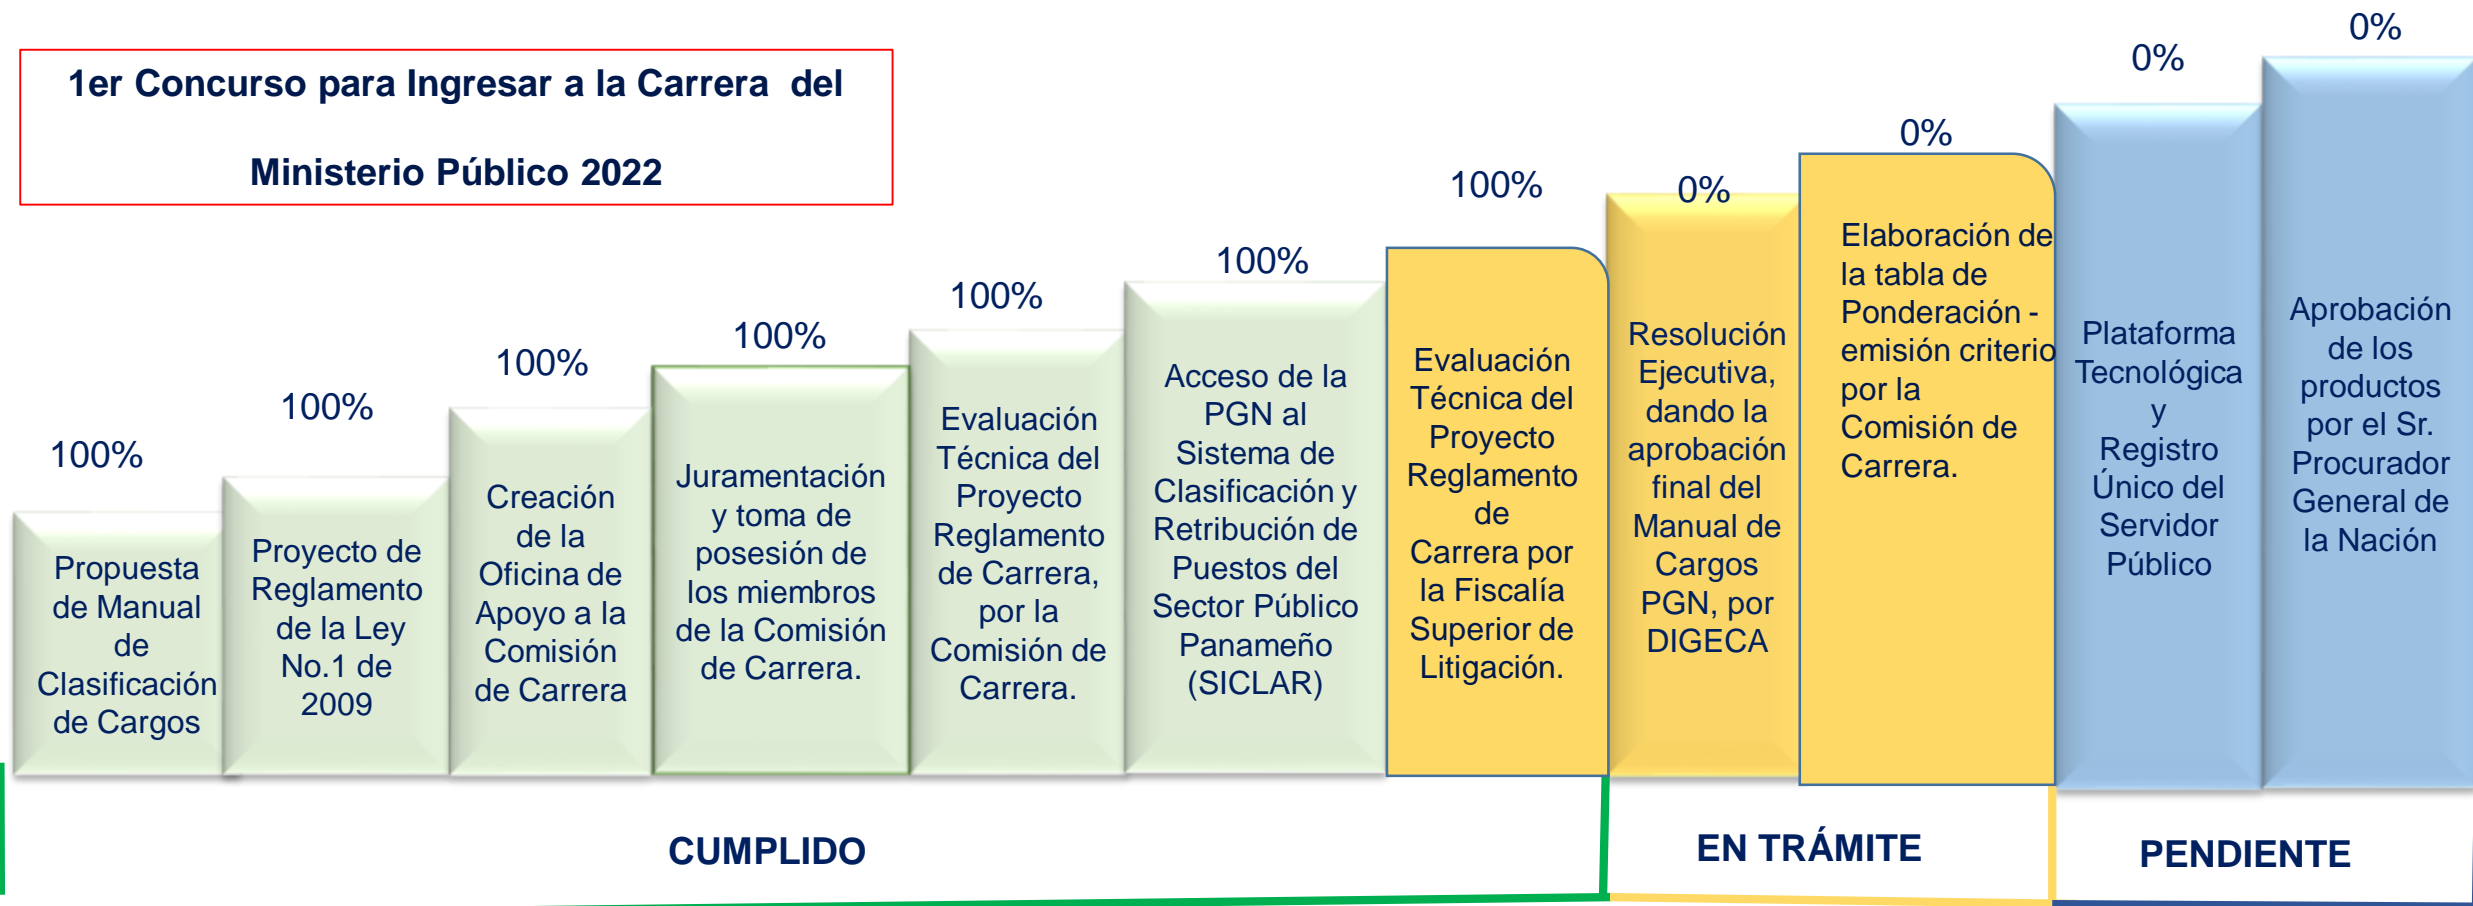 1er Concurso para Ingresar a la Carrera del
Ministerio Público 2022
100%
Propuesta
de Manual
de
Clasificación
de Cargos
100%
Proyecto de
Reglamento
de la Ley
No.1 de
2009
100%
Creación
de la
Oficina de
Apoyo a la
Comisión
de Carrera
100%
Juramentación
y toma de
posesión de
los miembros
de la Comisión
de Carrera.
100%
Evaluación
Técnica del
Proyecto
Reglamento
de Carrera,
por la
Comisión de
Carrera.
100%
Acceso de la
PGN al
Sistema de
Clasificación y
Retribución de
Puestos del
Sector Público
Panameño
(SICLAR)
100%
Evaluación
Técnica del
Proyecto
Reglamento
de
Carrera por
la Fiscalía
Superior de
Litigación.
0%
Resolución
Ejecutiva,
dando la
aprobación
final del
Manual de
Cargos
PGN, por
DIGECA
0%
Elaboración de
la tabla de
Ponderación -
emisión criterio
por la
Comisión de
Carrera.
0%
Plataforma
Tecnológica
y
Registro
Único del
Servidor
Público
0%
Aprobación
de los
productos
por el Sr.
Procurador
General de
la Nación
CUMPLIDO
EN TRÁMITE
PENDIENTE